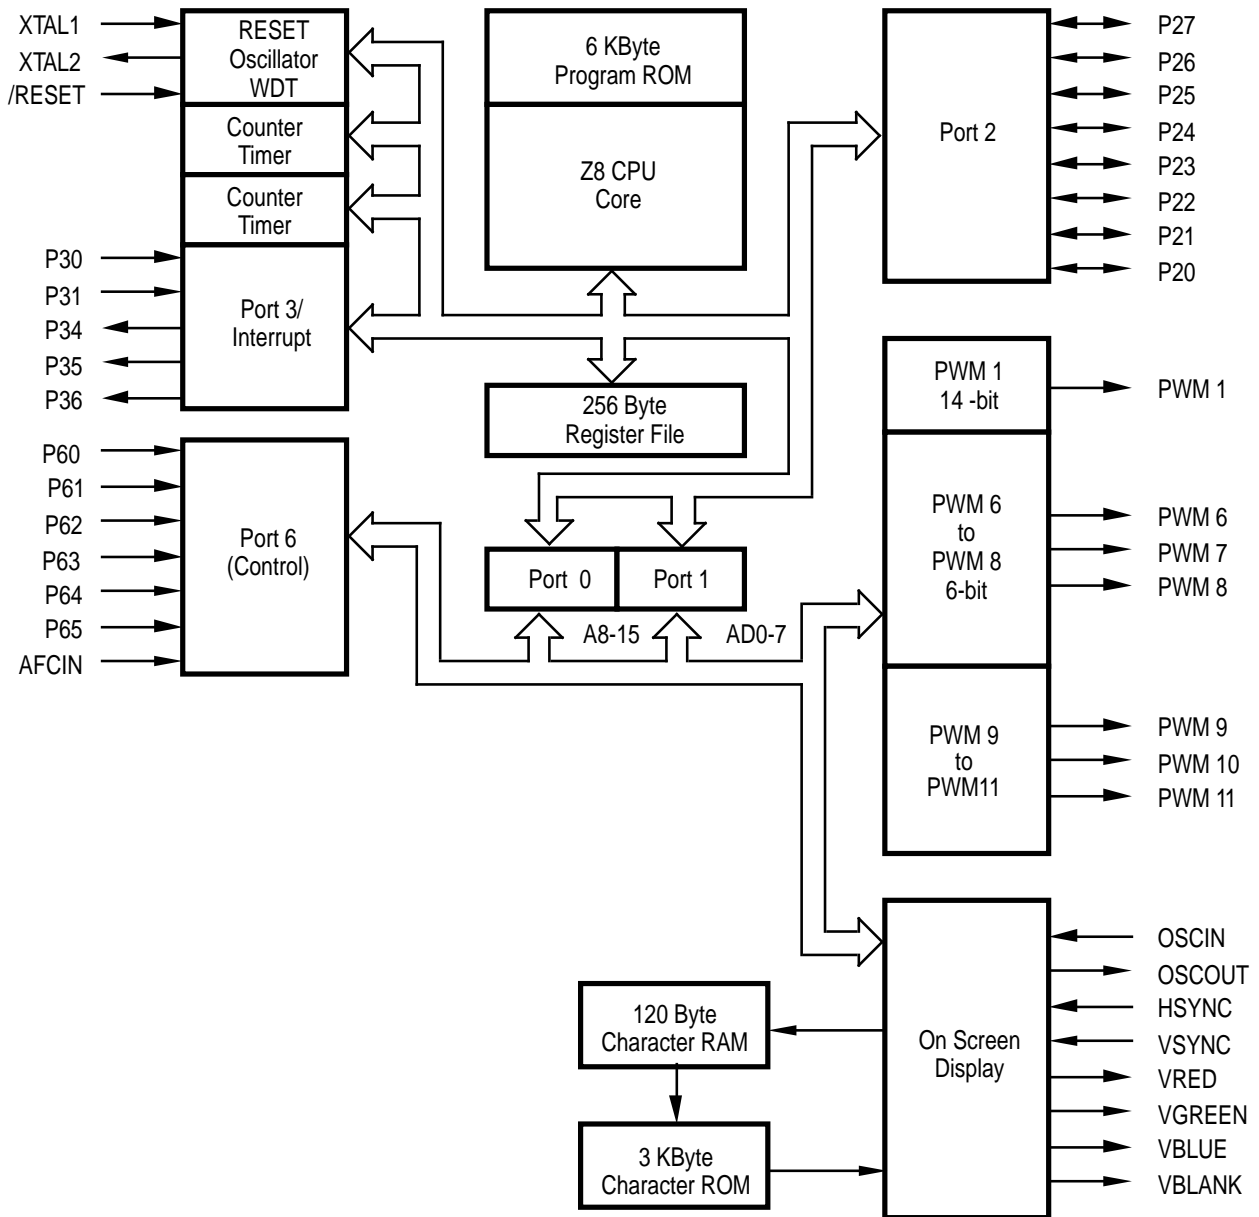 XTAL1
XTAL2
/RESET
RESET
Oscillator
WDT
Counter
Timer
Counter
Timer
P30
P31
P34
P35
P36
Port 3/
Interrupt
P60
P61
P62
P63
P64
P65
AFCIN
Port 6
(Control)
6 KByte
Program ROM
Z8 CPU
Core
256 Byte
Register File
Port 0
Port 1
A8-15
AD0-7
Port 2
P27
P26
P25
P24
P23
P22
P21
P20
PWM 1
14 -bit
PWM 1
PWM 6
to
PWM 8
6-bit
PWM 6
PWM 7
PWM 8
PWM 9
to
PWM11
PWM 9
PWM 10
PWM 11
120 Byte
Character RAM
3 KByte
Character ROM
On Screen
Display
OSCIN
OSCOUT
HSYNC
VSYNC
VRED
VGREEN
VBLUE
VBLANK